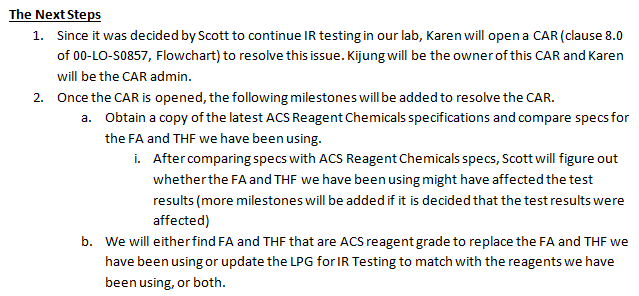 The Next Steps
1. Since it was decided by Scott to continue IR testing in our lab, Karen will open a CAR (clause 8.0
of 00-LO-S0857, Flowchart) to resolve this issue. Kijung will be the owner of this CAR and Karen
will be the CAR admin.
2. Once the CAR is opened, the following milestones will be added to resolve the CAR.
a. Obtain a copy of the latest ACS Reagent Chemicals specifications and compare specs for
the FA and THF we have been using.
i. After comparing specs with ACS Reagent Chemicals specs, Scott will figure out
whether the FA and THF we have been using might have affected the test
results (more milestones will be added if it is decided that the test results were
affected)
b. We will either find FA and THF that are ACS reagent grade to replace the FA and THF we
have been using or update the LPG for IR Testing to match with the reagents we have
been using, or both.